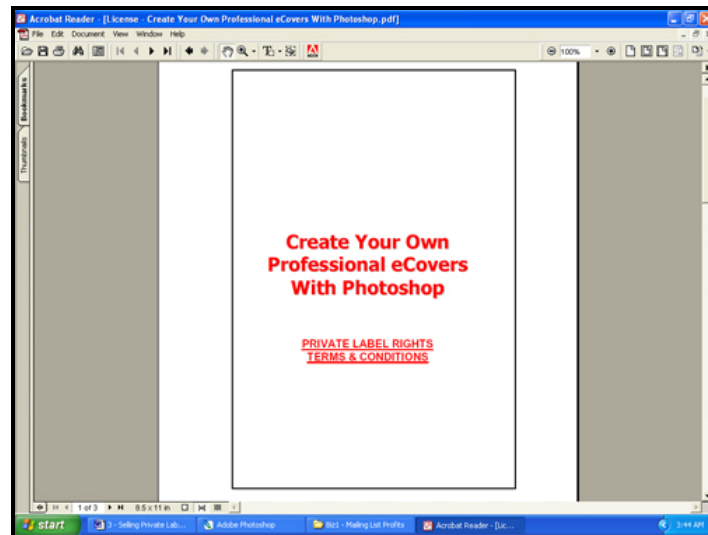 Acrobat Reader - [License - Create Your Own Professional eCovers With Photoshop.pdf]
File Edit Document View Window Help
100%
Bookmarks
Thumbnails
Create Your Own
Professional eCovers
With Photoshop
PRIVATE LABEL RIGHTS
TERMS & CONDITIONS
1 of 3 8.5 x 11 in
start 3 - Selling Private Lab... Adobe Photoshop Biz1 - Mailing List Profits Acrobat Reader - [Lic... 3:44 AM